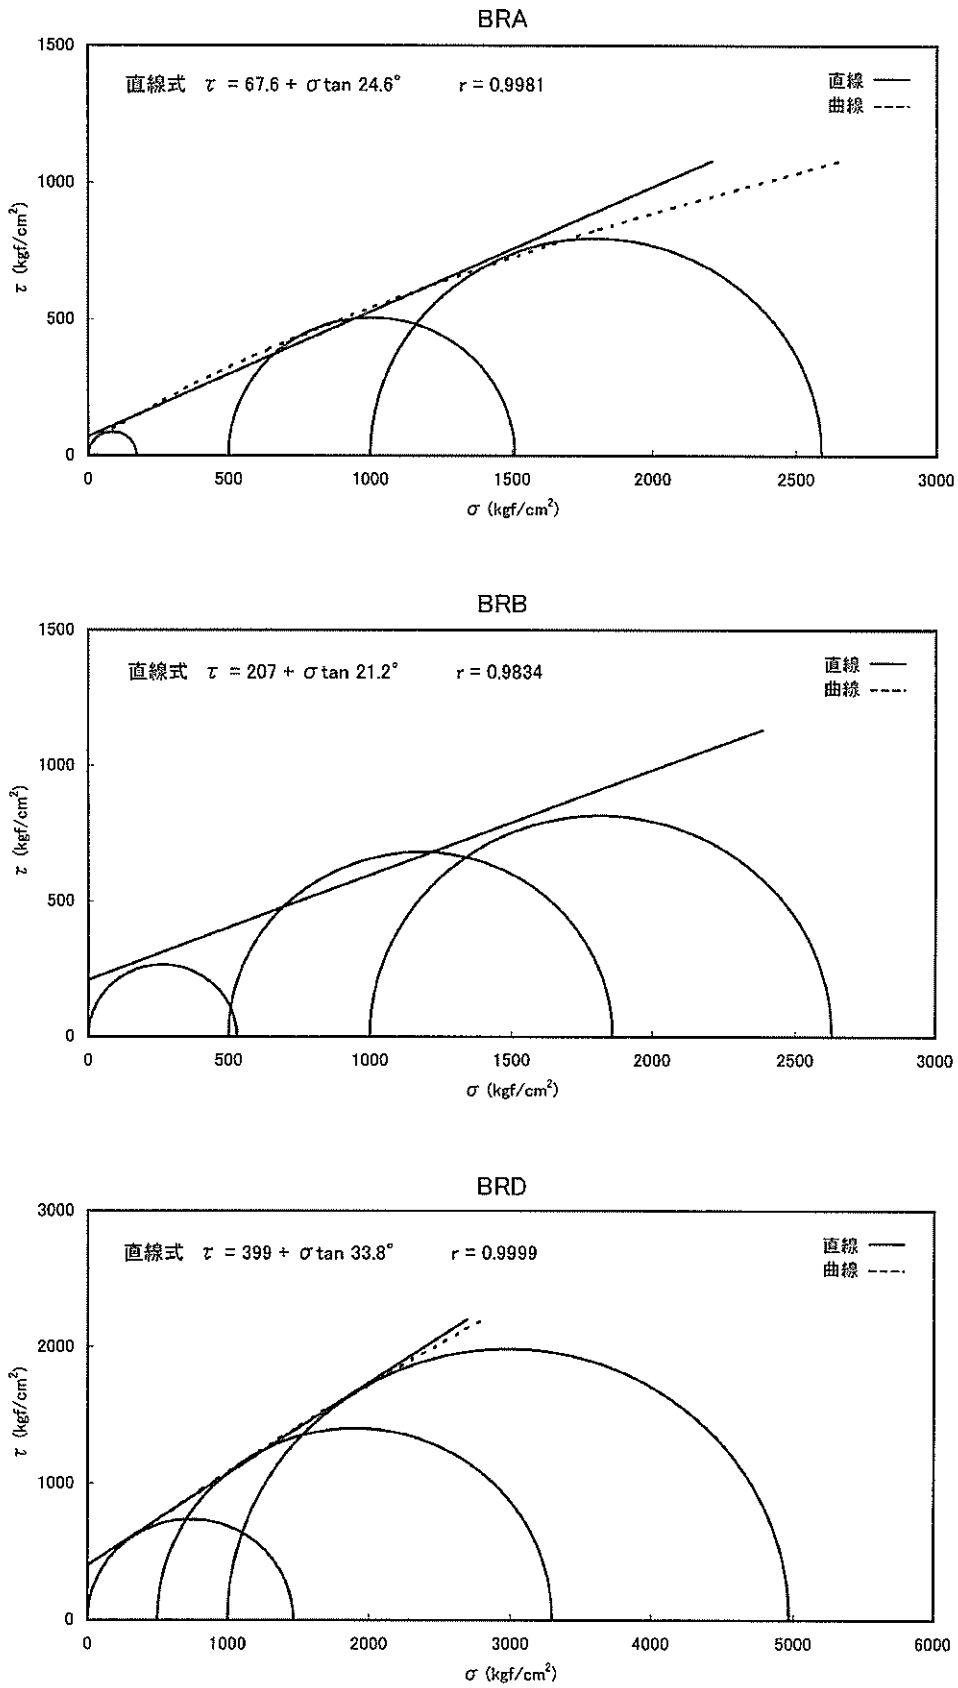 BRA
1500
直線式 τ = 67.6 + σ tan 24.6° r = 0.9981
直線
曲線
1000
τ (kgf/cm²)
500
0
0 500 1000 1500 2000 2500 3000
σ (kgf/cm²)
BRB
1500
直線式 τ = 207 + σ tan 21.2° r = 0.9834
直線
曲線
1000
τ (kgf/cm²)
500
0
0 500 1000 1500 2000 2500 3000
σ (kgf/cm²)
BRD
3000
直線式 τ = 399 + σ tan 33.8° r = 0.9999
直線
曲線
2000
τ (kgf/cm²)
1000
0
0 1000 2000 3000 4000 5000 6000
σ (kgf/cm²)